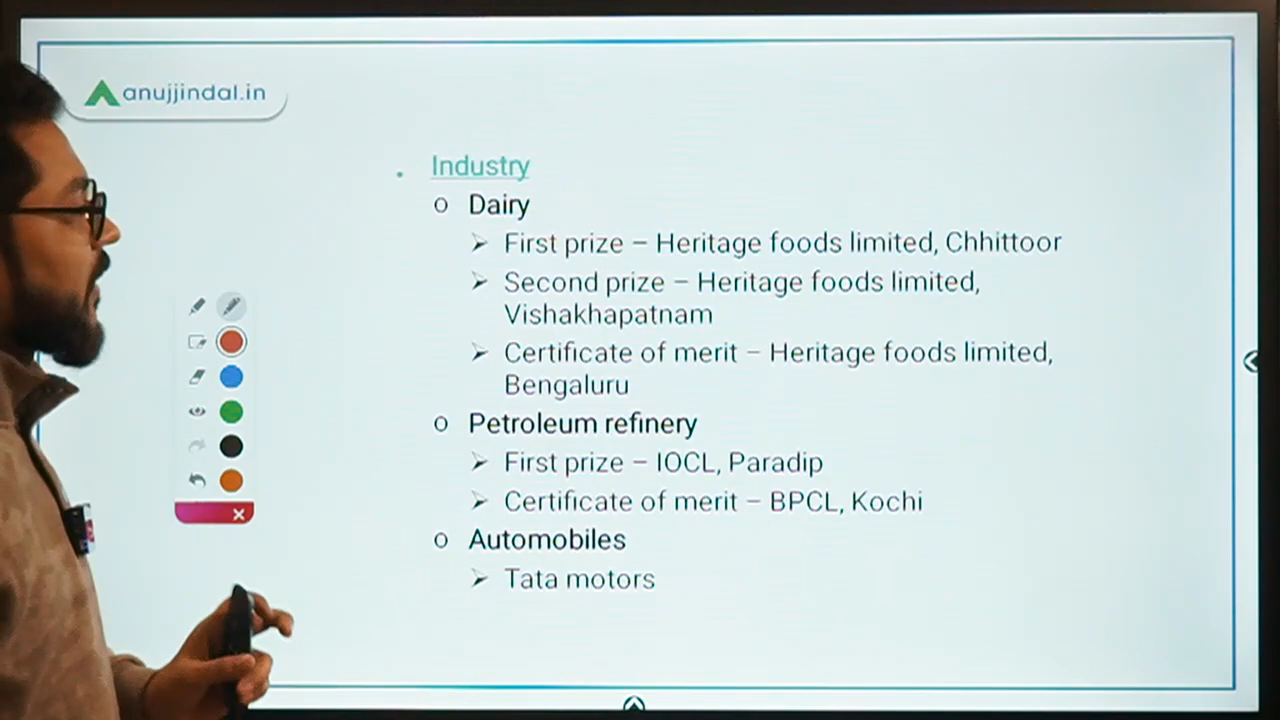 anujjindal.in
. Industry
o Dairy
➢ First prize – Heritage foods limited, Chhittoor
➢ Second prize – Heritage foods limited,
Vishakhapatnam
➢ Certificate of merit – Heritage foods limited,
Bengaluru
o Petroleum refinery
➢ First prize – IOCL, Paradip
➢ Certificate of merit – BPCL, Kochi
o Automobiles
➢ Tata motors